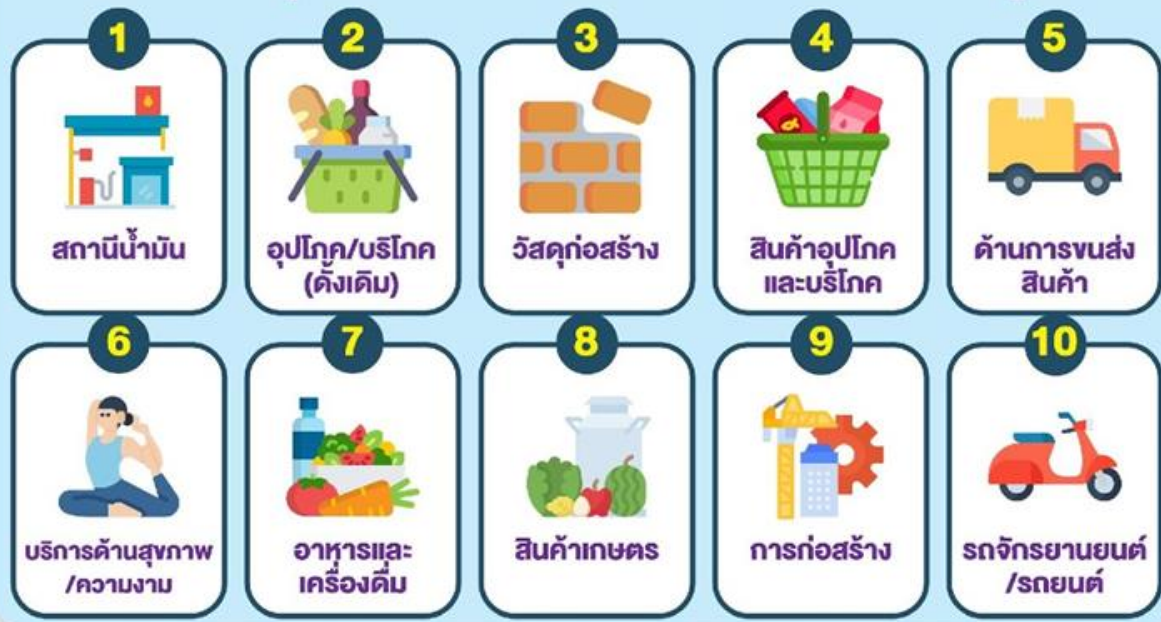 1
สถานีน้ำมัน
2
อุปโภค/บริโภค
(ดั้งเดิม)
3
วัสดุก่อสร้าง
4
สินค้าอุปโภค
และบริโภค
5
ด้านการขนส่ง
สินค้า
6
บริการด้านสุขภาพ
/ความงาม
7
อาหารและ
เครื่องดื่ม
8
สินค้าเกษตร
9
การก่อสร้าง
10
รถจักรยานยนต์
/รถยนต์